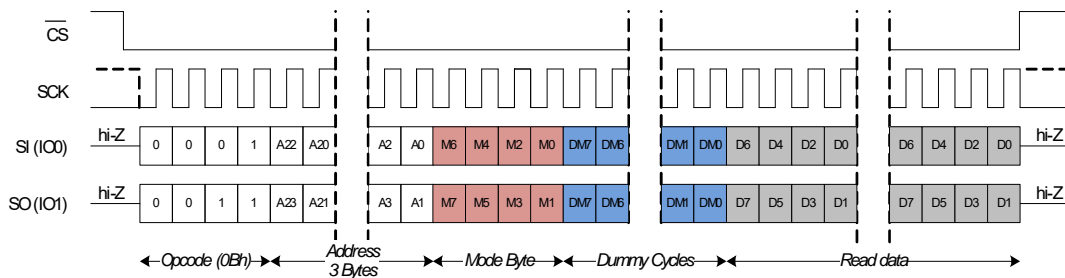 CS
SCK
SI (IO0) hi-Z 0 0 0 1 A22 A20 A2 A0 M6 M4 M2 M0 DM7 DM6 DM1 DM0 D6 D4 D2 D0 D6 D4 D2 D0 hi-Z
SO (IO1) hi-Z 0 0 1 1 A23 A21 A3 A1 M7 M5 M3 M1 DM7 DM6 DM1 DM0 D7 D5 D3 D1 D7 D5 D3 D1 hi-Z
Opcode (0Bh) Address Mode Byte Dummy Cycles Read data
3 Bytes